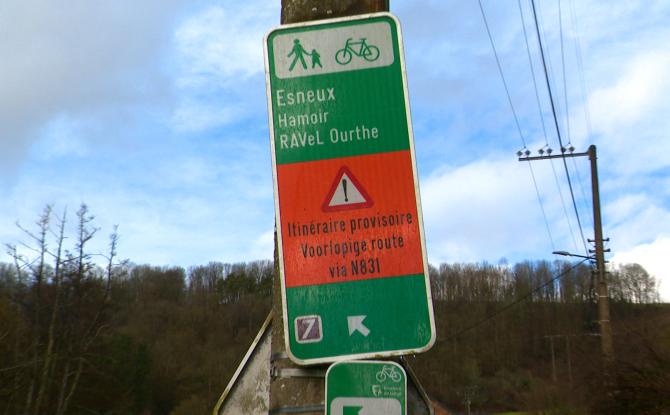 Esneux
Hamoir
RAVeL Ourthe
Itinéraire provisoire
Voorlopige route
via N831
7